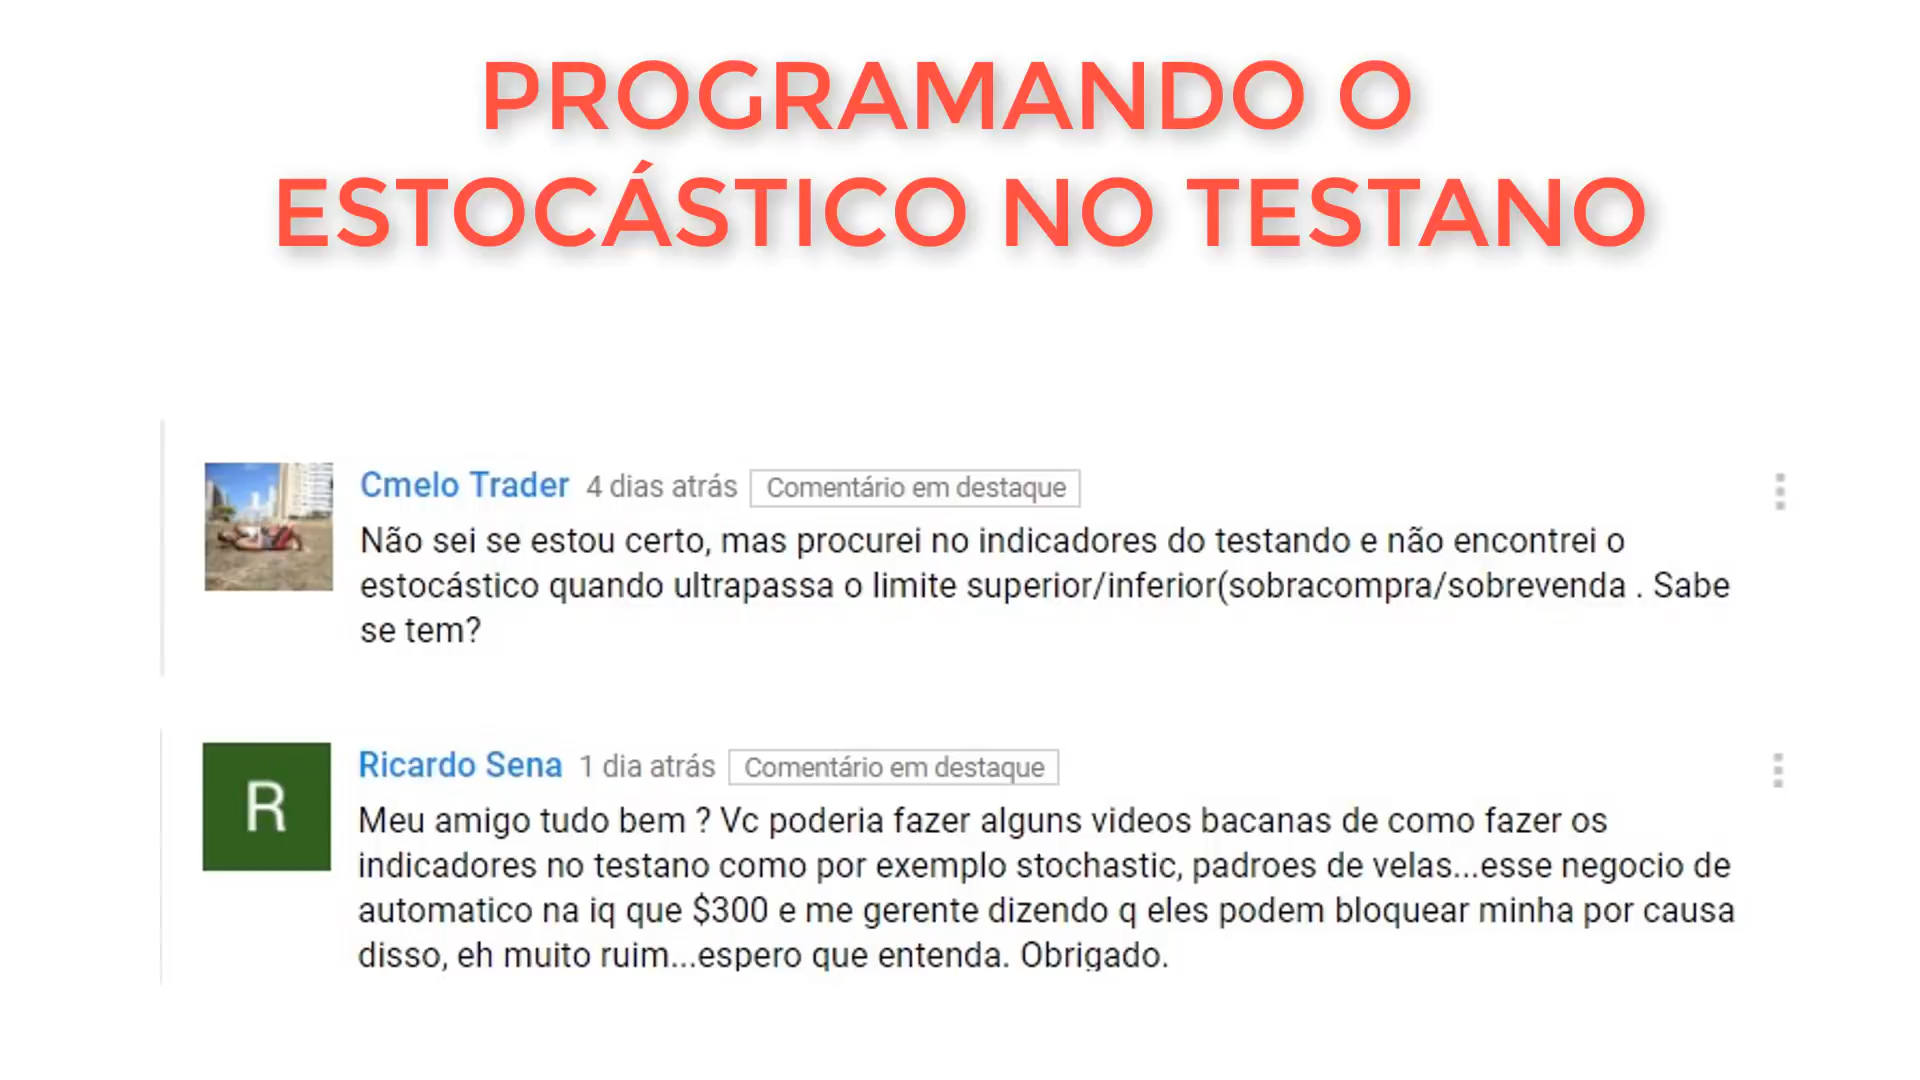 PROGRAMANDO O
ESTOCÁSTICO NO TESTANO
Cmelo Trader 4 dias atrás Comentário em destaque
Não sei se estou certo, mas procurei no indicadores do testando e não encontrei o
estocástico quando ultrapassa o limite superior/inferior(sobracompra/sobrevenda . Sabe
se tem?
R
Ricardo Sena 1 dia atrás Comentário em destaque
Meu amigo tudo bem ? Vc poderia fazer alguns videos bacanas de como fazer os
indicadores no testano como por exemplo stochastic, padroes de velas...esse negocio de
automatico na iq que $300 e me gerente dizendo q eles podem bloquear minha por causa
disso, eh muito ruim...espero que entenda. Obrigado.